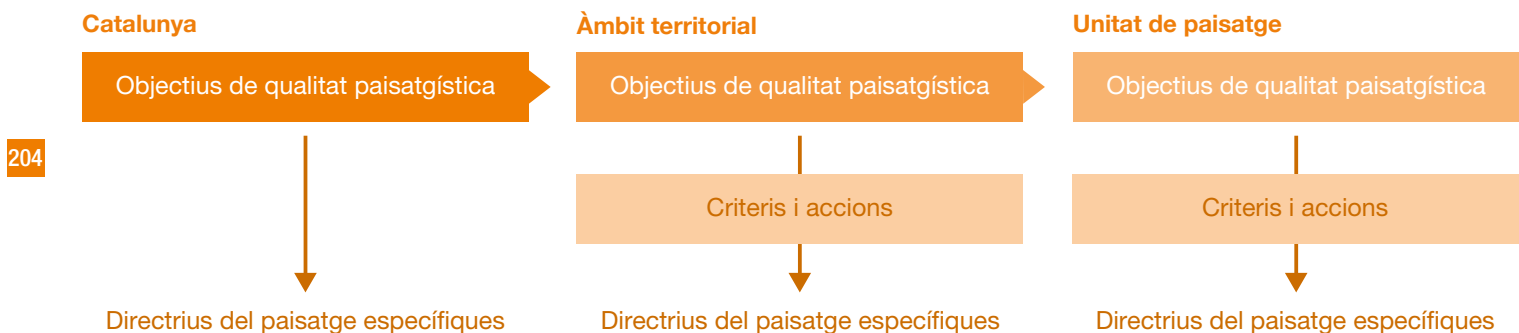 Catalunya
Àmbit territorial
Unitat de paisatge
Objectius de qualitat paisatgística
Objectius de qualitat paisatgística
Objectius de qualitat paisatgística
204
Criteris i accions
Criteris i accions
Directrius del paisatge específiques
Directrius del paisatge específiques
Directrius del paisatge específiques